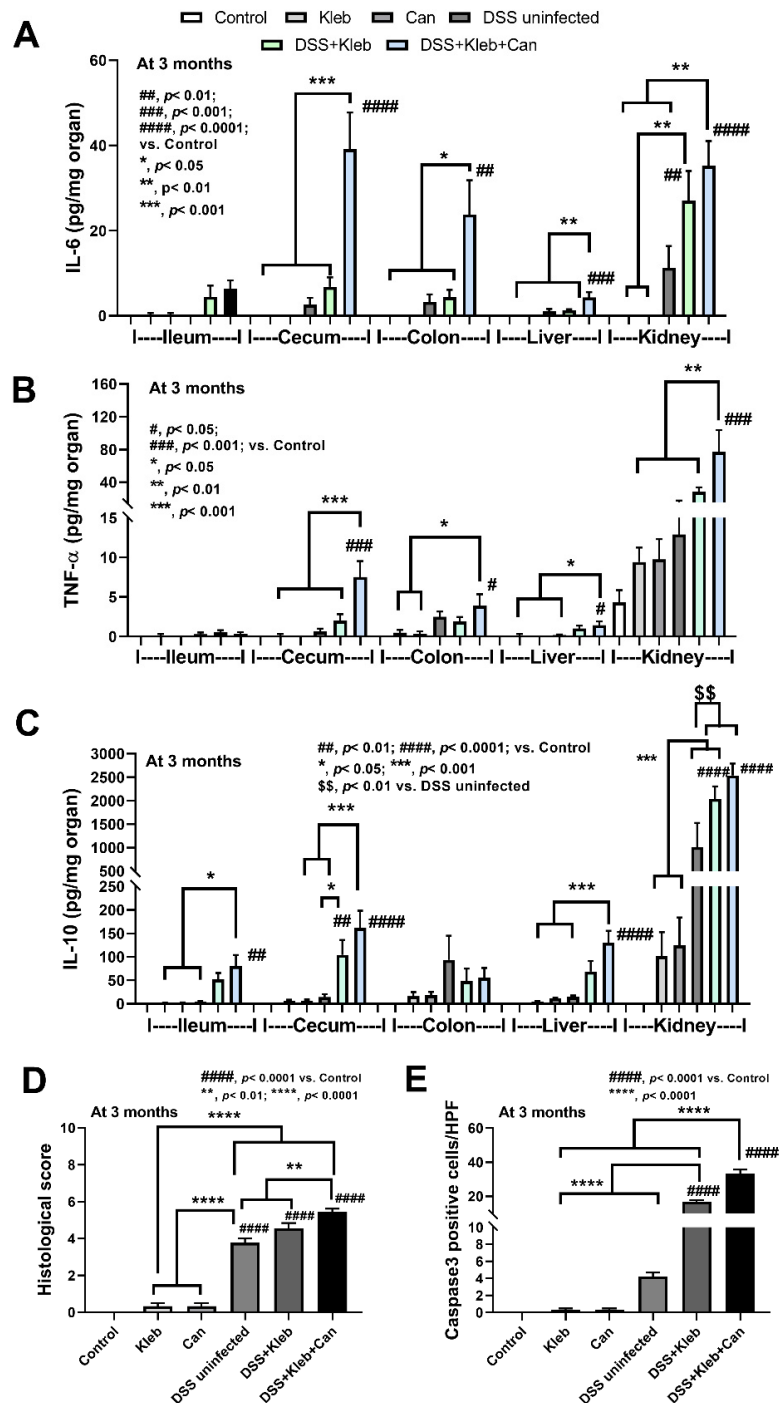 Control Kleb Can DSS uninfected
DSS+Kleb DSS+Kleb+Can
A
At 3 months
##, p< 0.01;
###, p< 0.001;
####, p< 0.0001;
vs. Control
*, p< 0.05
**, p< 0.01
***, p< 0.001
IL-6 (pg/mg organ)
60
40
20
0
*** #### * ## ** ### ** ** ## ####
I----Ileum----I I----Cecum----I I----Colon----I I----Liver----I I----Kidney----I
B
At 3 months
#, p< 0.05;
###, p< 0.001; vs. Control
*, p< 0.05
**, p< 0.01
***, p< 0.001
TNF-α (pg/mg organ)
160
120
80
40
15
10
5
0
*** ### * # * # ** ###
I----Ileum----I I----Cecum----I I----Colon----I I----Liver----I I----Kidney----I
C
At 3 months
##, p< 0.01; ####, p< 0.0001; vs. Control
*, p< 0.05; ***, p< 0.001
$$, p< 0.01 vs. DSS uninfected
IL-10 (pg/mg organ)
3000
2500
2000
1500
1000
500
250
200
150
100
50
0
* ## *** * ## #### *** #### *** $$ #### ####
I----Ileum----I I----Cecum----I I----Colon----I I----Liver----I I----Kidney----I
D
####, p< 0.0001 vs. Control
**, p< 0.01; ****, p< 0.0001
At 3 months
Histological score
10
8
6
4
2
0
**** **** ** #### #### ####
Control Kleb Can DSS uninfected DSS+Kleb DSS+Kleb+Can
E
####, p< 0.0001 vs. Control
****, p< 0.0001
At 3 months
Caspase3 positive cells/HPF
60
40
20
10
8
6
4
2
0
**** **** #### ####
Control Kleb Can DSS uninfected DSS+Kleb DSS+Kleb+Can